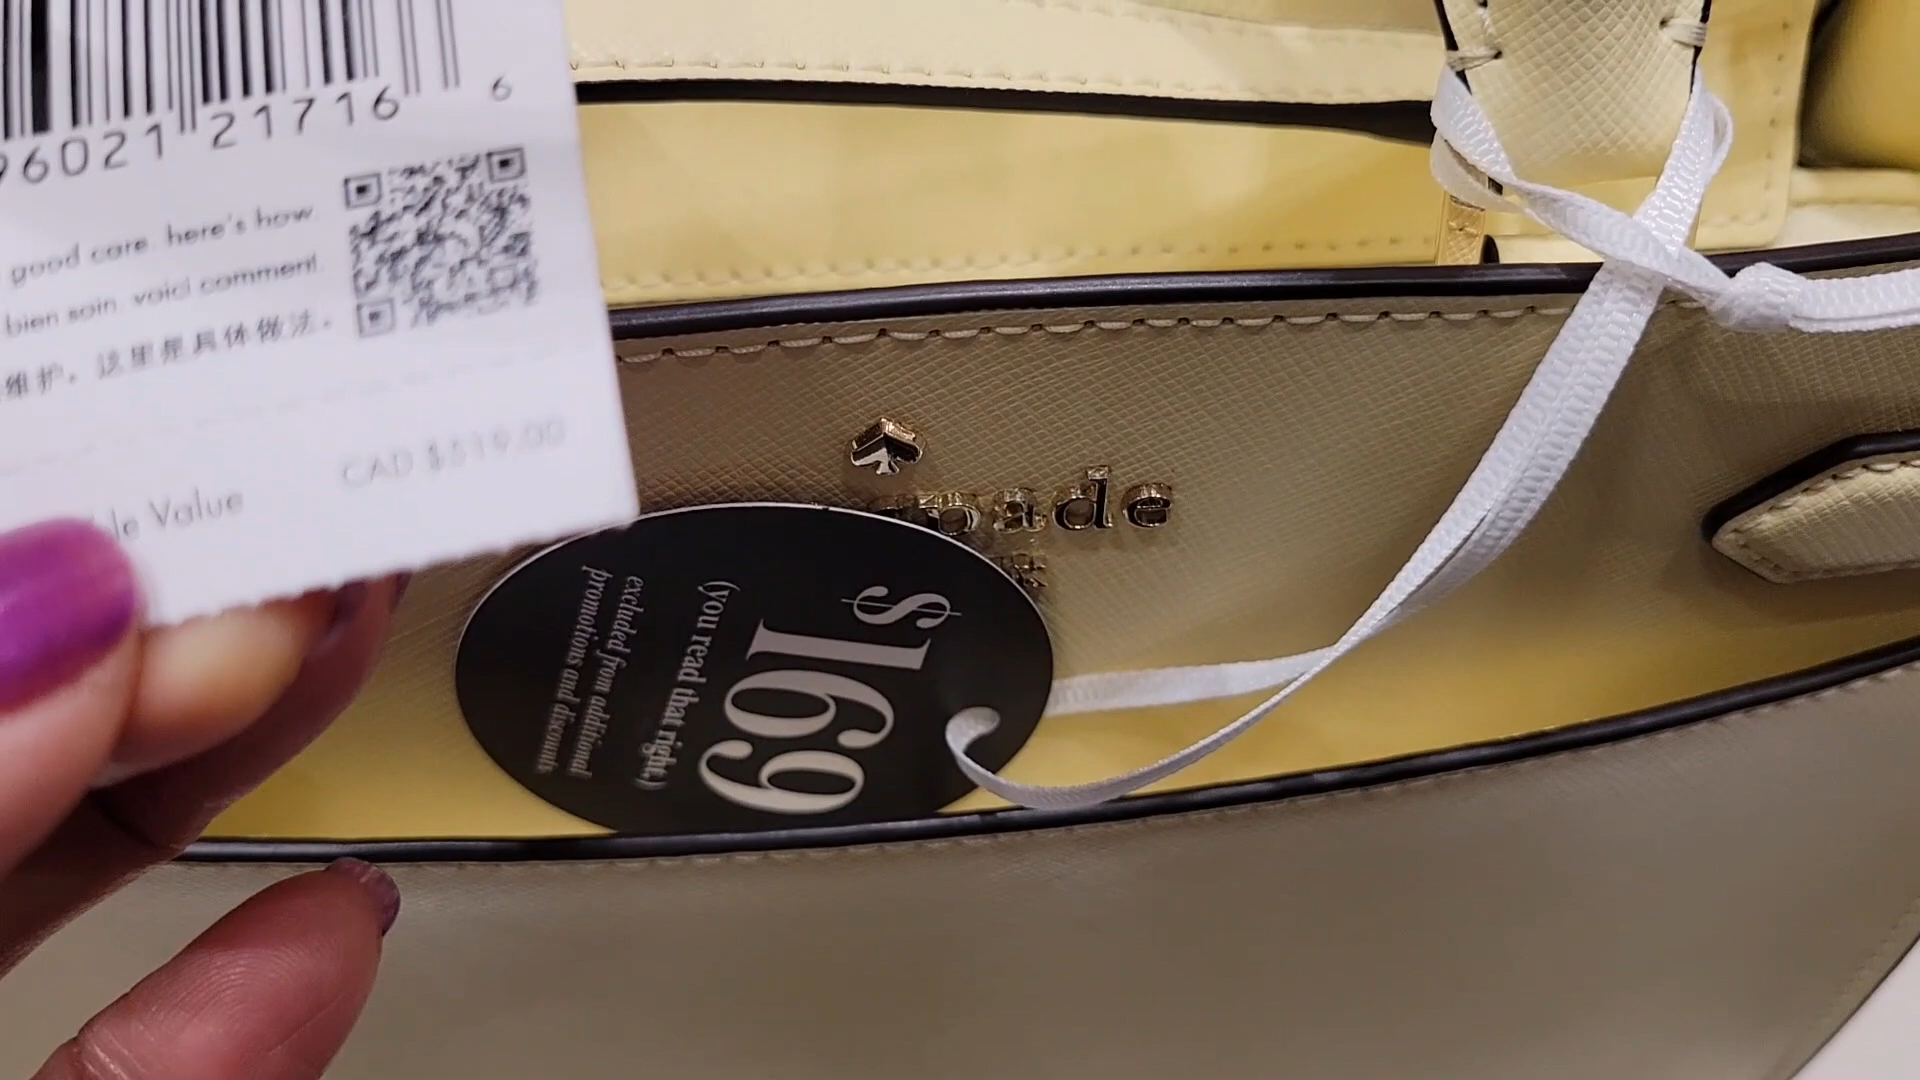 96021 21716 6
good care. here's how.
bien soin. voici comment.
维护。这里是具体做法。
CAD $519.00
le Value
spade
$169
(you read that right.)
excluded from additional
promotions and discounts